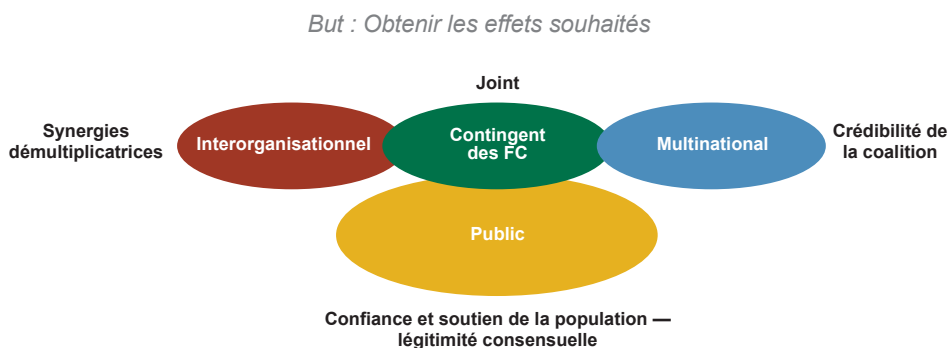 But : Obtenir les effets souhaités
Joint
Synergies
démultiplicatrices
Interorganisationnel
Contingent
des FC
Multinational
Crédibilité de
la coalition
Public
Confiance et soutien de la population —
légitimité consensuelle